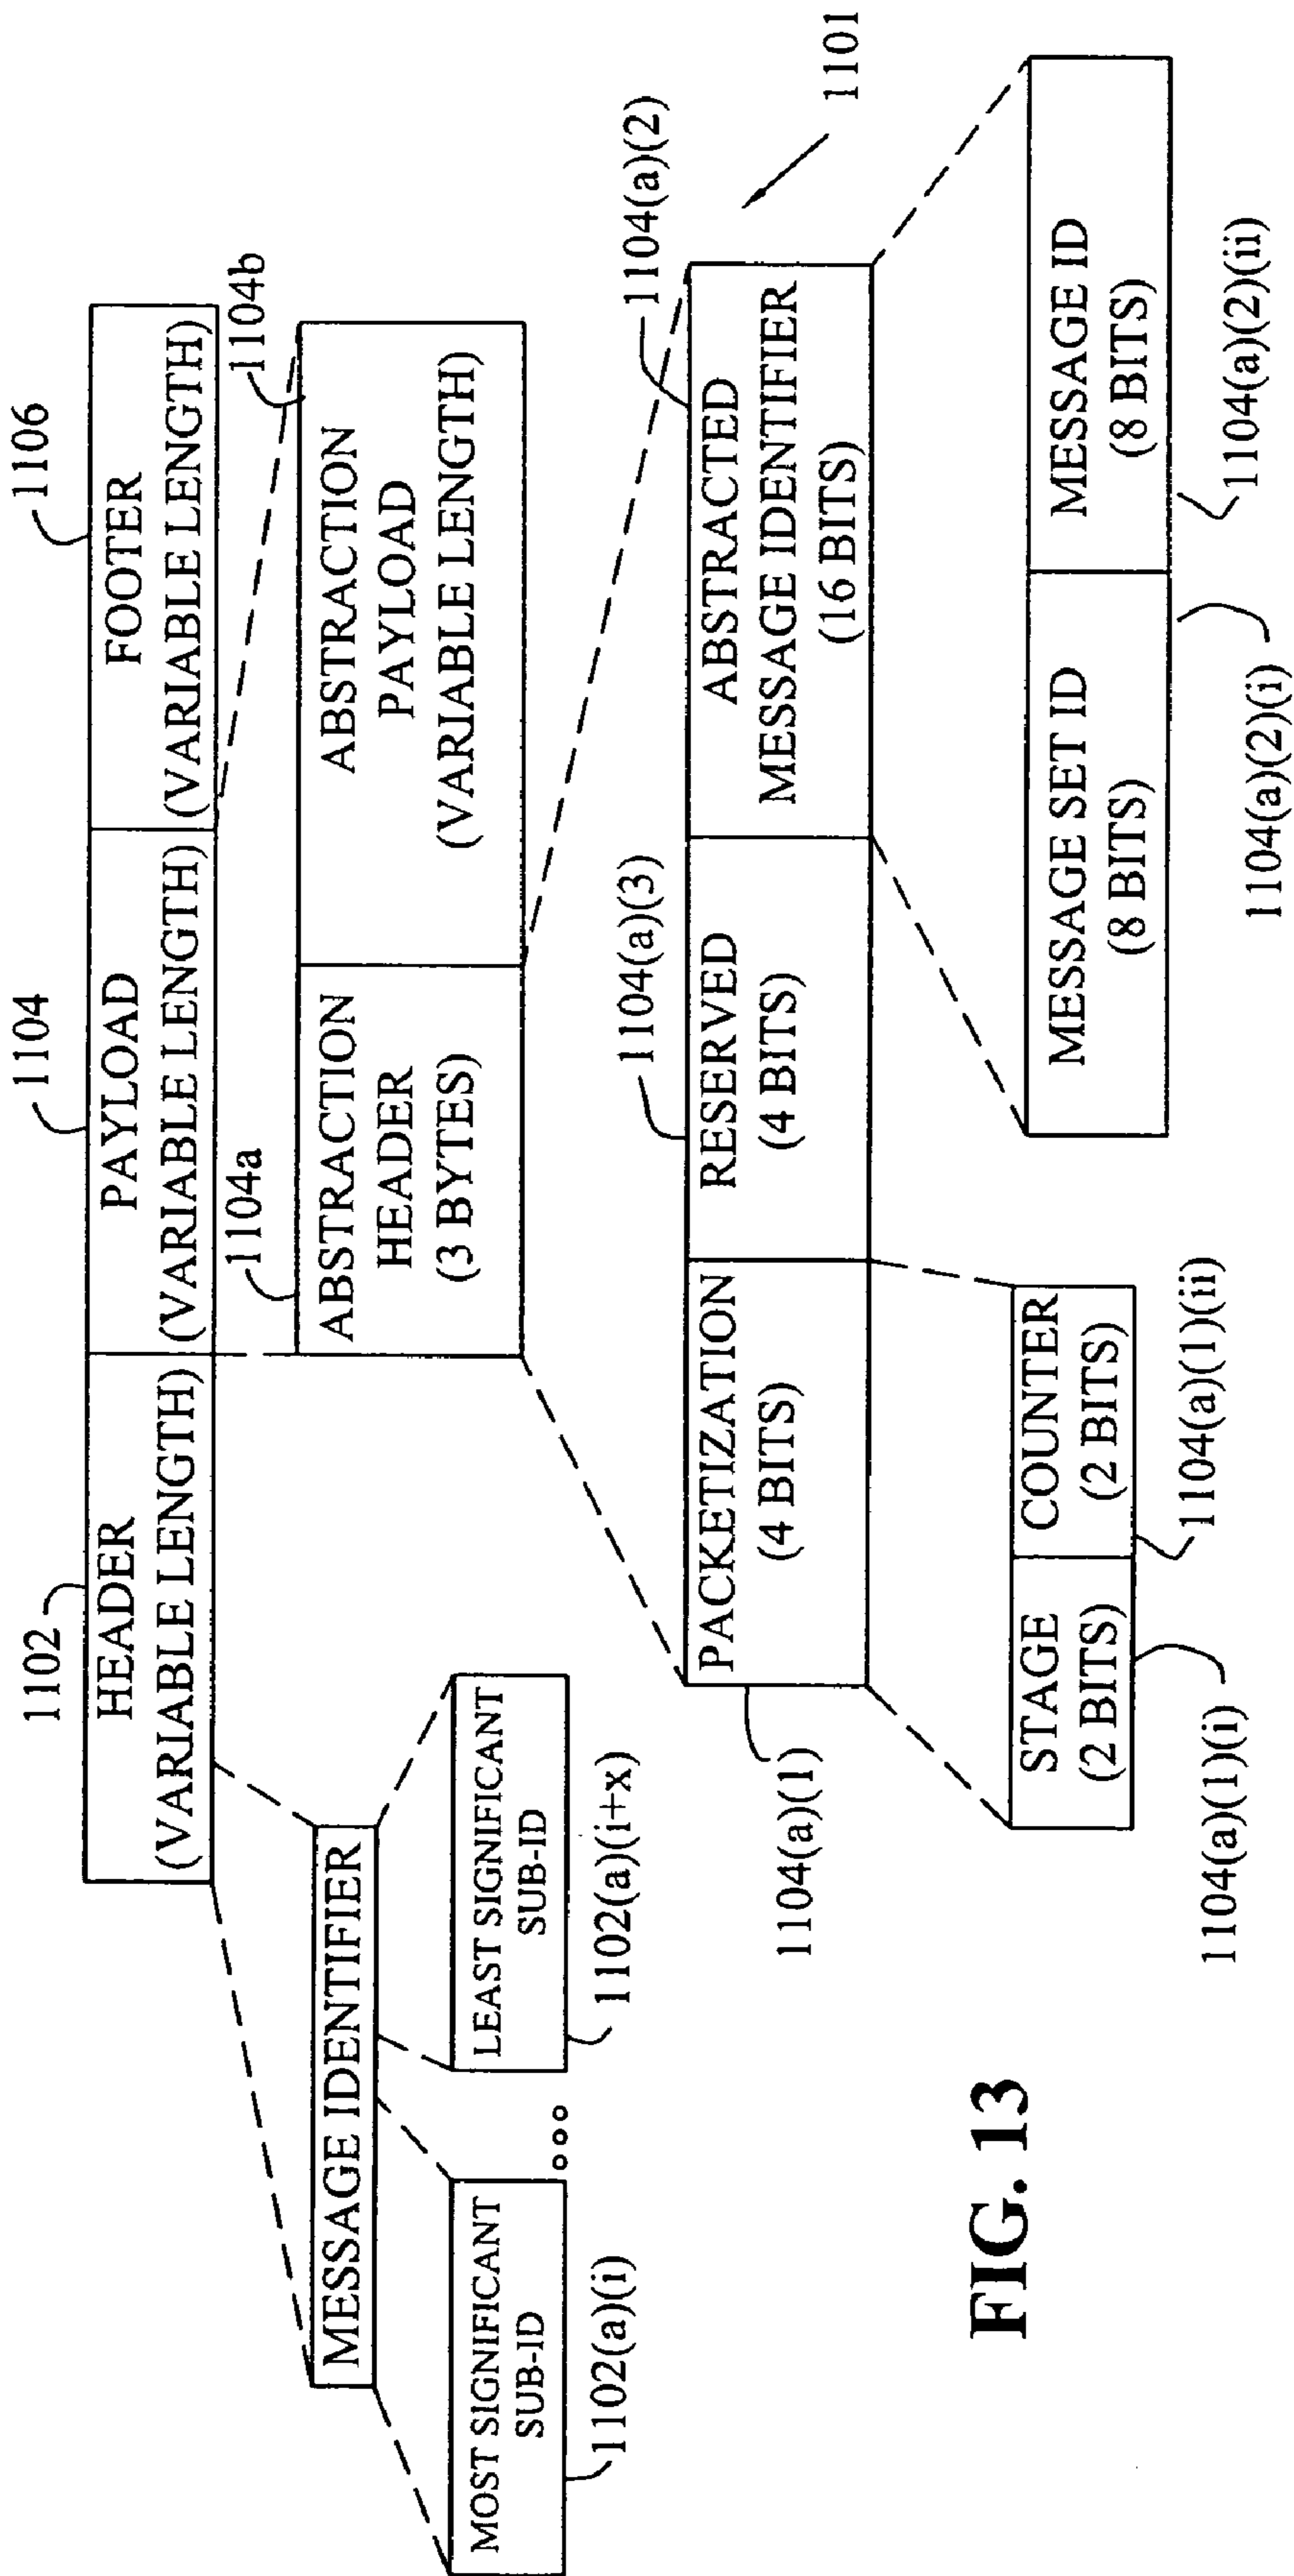 1102
1104
1106
HEADER
(VARIABLE LENGTH)
PAYLOAD
(VARIABLE LENGTH)
FOOTER
(VARIABLE LENGTH)
MESSAGE IDENTIFIER
MOST SIGNIFICANT
SUB-ID
1102(a)(i)
LEAST SIGNIFICANT
SUB-ID
1102(a)(i+x)
1104a
ABSTRACTION
HEADER
(3 BYTES)
1104b
ABSTRACTION
PAYLOAD
(VARIABLE LENGTH)
1104(a)(1)
PACKETIZATION
(4 BITS)
1104(a)(3)
RESERVED
(4 BITS)
1104(a)(2)
ABSTRACTED
MESSAGE IDENTIFIER
(16 BITS)
1101
STAGE
(2 BITS)
1104(a)(1)(i)
COUNTER
(2 BITS)
1104(a)(1)(ii)
MESSAGE SET ID
(8 BITS)
1104(a)(2)(i)
MESSAGE ID
(8 BITS)
1104(a)(2)(ii)
FIG. 13